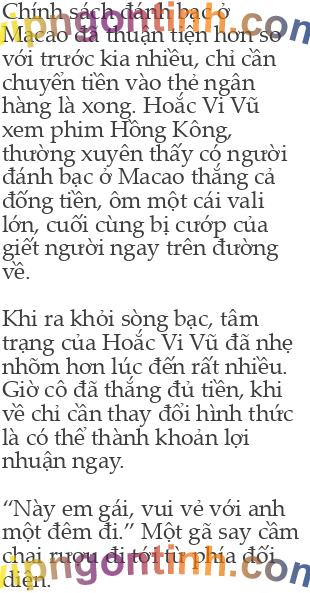 Chính sách đánh bạc ở
Macao đã thuận tiện hơn so
với trước kia nhiều, chỉ cần
chuyển tiền vào thẻ ngân
hàng là xong. Hoắc Vi Vũ
xem phim Hồng Kông,
thường xuyên thấy có người
đánh bạc ở Macao thắng cả
đống tiền, ôm một cái vali
lớn, cuối cùng bị cướp của
giết người ngay trên đường
về.
Khi ra khỏi sòng bạc, tâm
trạng của Hoắc Vi Vũ đã nhẹ
nhõm hơn lúc đến rất nhiều.
Giờ cô đã thắng đủ tiền, khi
về chỉ cần thay đổi hình thức
là có thể thành khoản lợi
nhuận ngay.
“Này em gái, vui vẻ với anh
một đêm đi.” Một gã say cầm
chai rượu đi tới từ phía đối
diện.
vipngontinh.com
vipngontinh.com